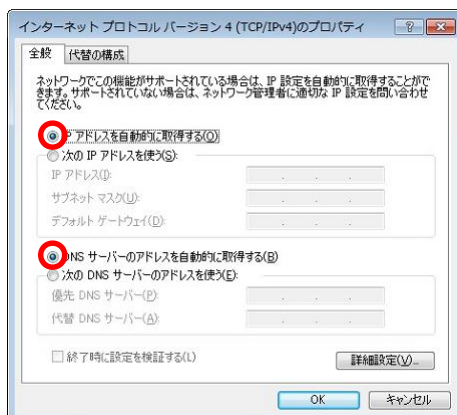 インターネット プロトコル バージョン 4 (TCP/IPv4)のプロパティ
全般 代替の構成
ネットワークでこの機能がサポートされている場合は、IP 設定を自動的に取得することがで
きます。サポートされていない場合は、ネットワーク管理者に適切な IP 設定を問い合わせ
てください。
P アドレスを自動的に取得する(O)
次の IP アドレスを使う(S):
IP アドレス(I):
サブネット マスク(U):
デフォルト ゲートウェイ(D):
DNS サーバーのアドレスを自動的に取得する(B)
次の DNS サーバーのアドレスを使う(E):
優先 DNS サーバー(P):
代替 DNS サーバー(A):
終了時に設定を検証する(L)
詳細設定(V)...
OK キャンセル